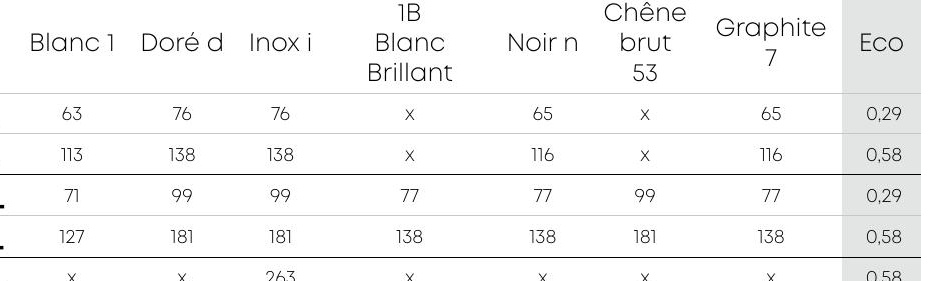 Blanc 1 Doré d Inox i 1B Blanc Brillant Noir n Chêne brut 53 Graphite 7 Eco
63 76 76 x 65 x 65 0,29
113 138 138 x 116 x 116 0,58
71 99 99 77 77 99 77 0,29
127 181 181 138 138 181 138 0,58
x x 263 x x x x 0,58